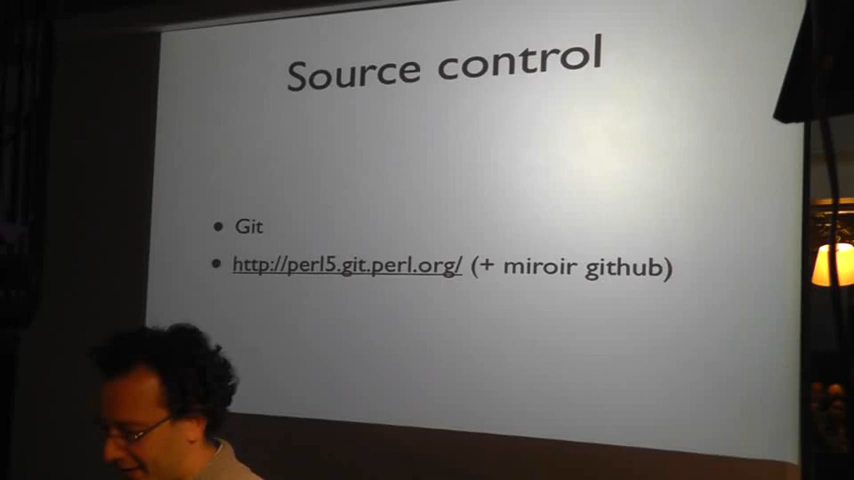 Source control
• Git
• http://perl5.git.perl.org/ (+ miroir github)